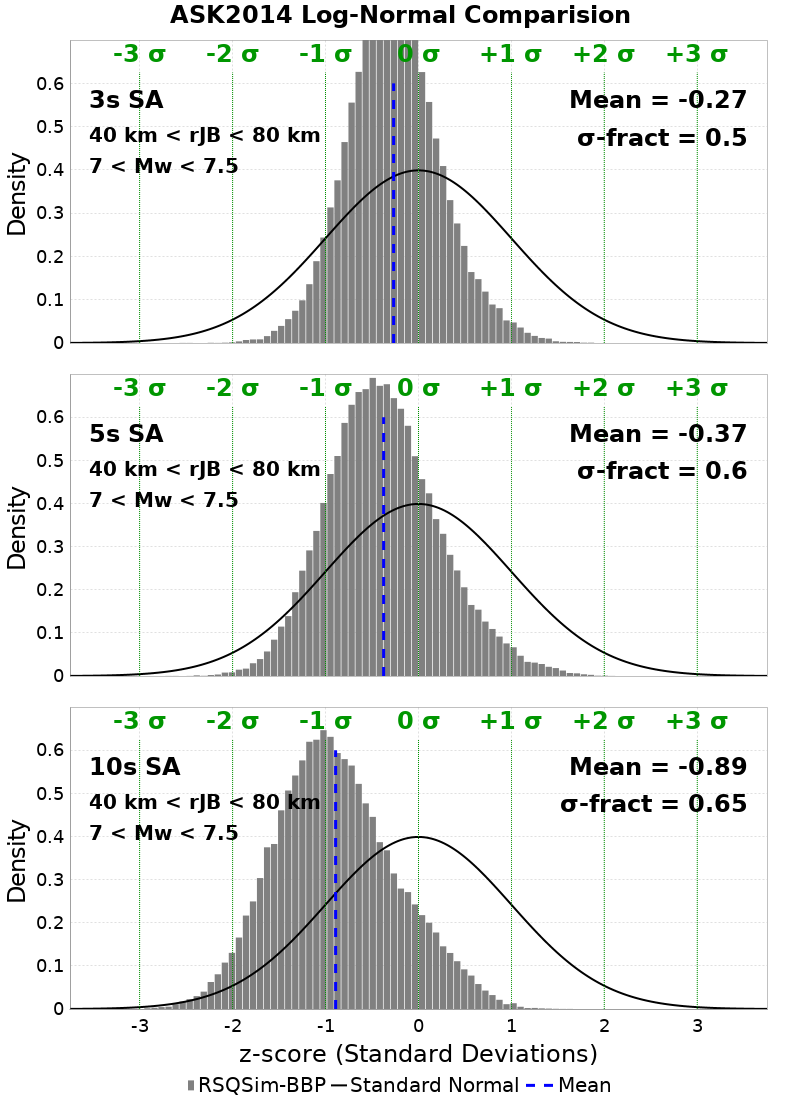 ASK2014 Log-Normal Comparision
-3 σ -2 σ -1 σ 0 σ +1 σ +2 σ +3 σ
0.6
3s SA Mean = -0.27
0.5
40 km < rJB < 80 km σ-fract = 0.5
7 < Mw < 7.5
0.4
0.3
0.2
0.1
0
Density
-3 σ -2 σ -1 σ 0 σ +1 σ +2 σ +3 σ
0.6
5s SA Mean = -0.37
0.5
40 km < rJB < 80 km σ-fract = 0.6
7 < Mw < 7.5
0.4
0.3
0.2
0.1
0
Density
-3 σ -2 σ -1 σ 0 σ +1 σ +2 σ +3 σ
0.6
10s SA Mean = -0.89
0.5
40 km < rJB < 80 km σ-fract = 0.65
7 < Mw < 7.5
0.4
0.3
0.2
0.1
0
Density
-3 -2 -1 0 1 2 3
z-score (Standard Deviations)
RSQSim-BBP Standard Normal Mean